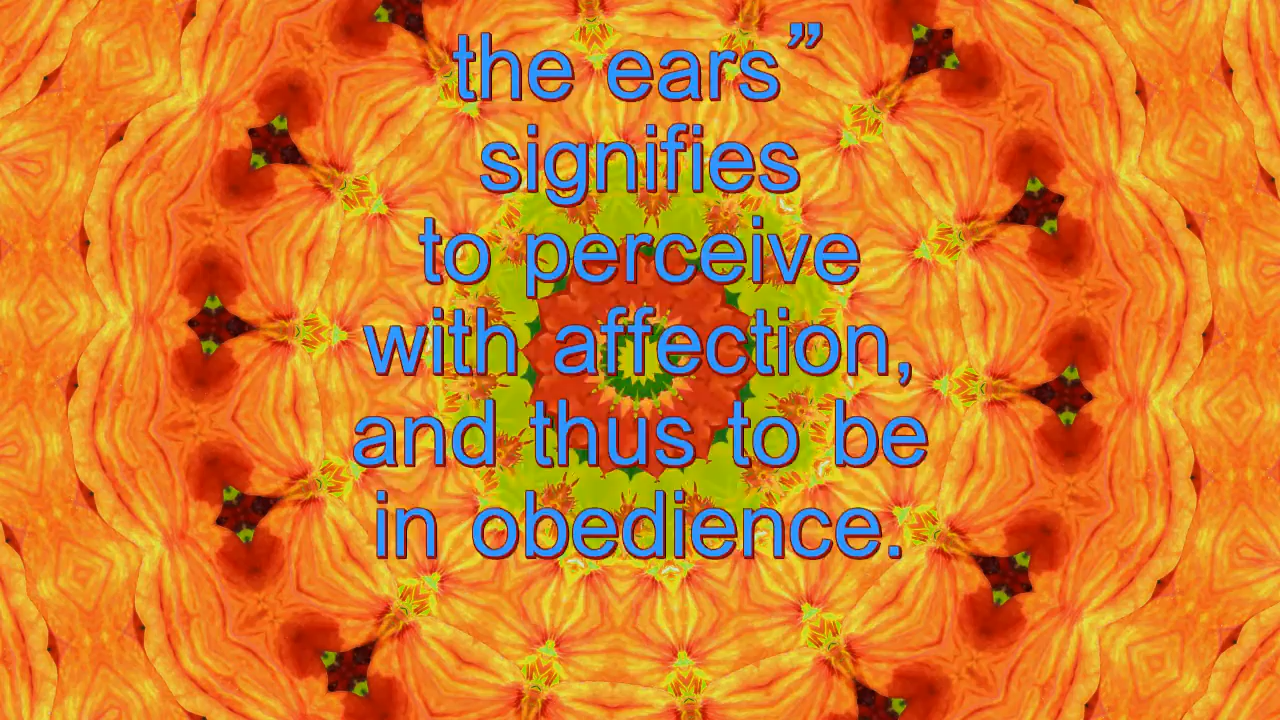 the ears”
signifies
to perceive
with affection,
and thus to be
in obedience.